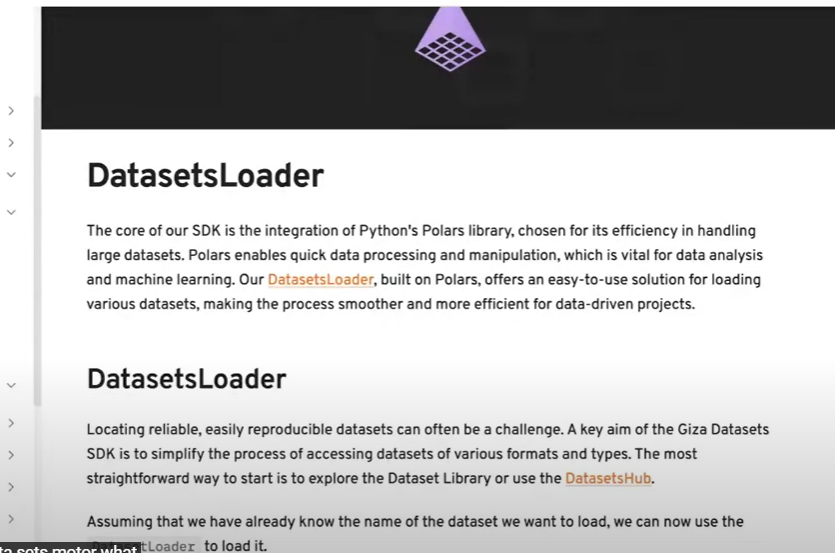 DatasetsLoader
The core of our SDK is the integration of Python's Polars library, chosen for its efficiency in handling
large datasets. Polars enables quick data processing and manipulation, which is vital for data analysis
and machine learning. Our DatasetsLoader, built on Polars, offers an easy-to-use solution for loading
various datasets, making the process smoother and more efficient for data-driven projects.
DatasetsLoader
Locating reliable, easily reproducible datasets can often be a challenge. A key aim of the Giza Datasets
SDK is to simplify the process of accessing datasets of various formats and types. The most
straightforward way to start is to explore the Dataset Library or use the DatasetsHub.
Assuming that we have already know the name of the dataset we want to load, we can now use the
tLoader to load it.
ta sets motor what